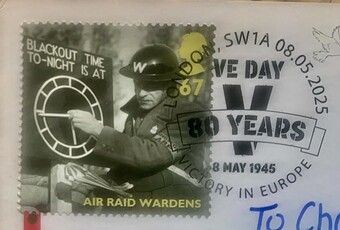 BLACKOUT TIME
TO-NIGHT IS AT
W
67
AIR RAID WARDENS
LONDON, SW1A 08.05.2025
VE DAY
V
80 YEARS
8 MAY 1945
VICTORY IN EUROPE
To Ch